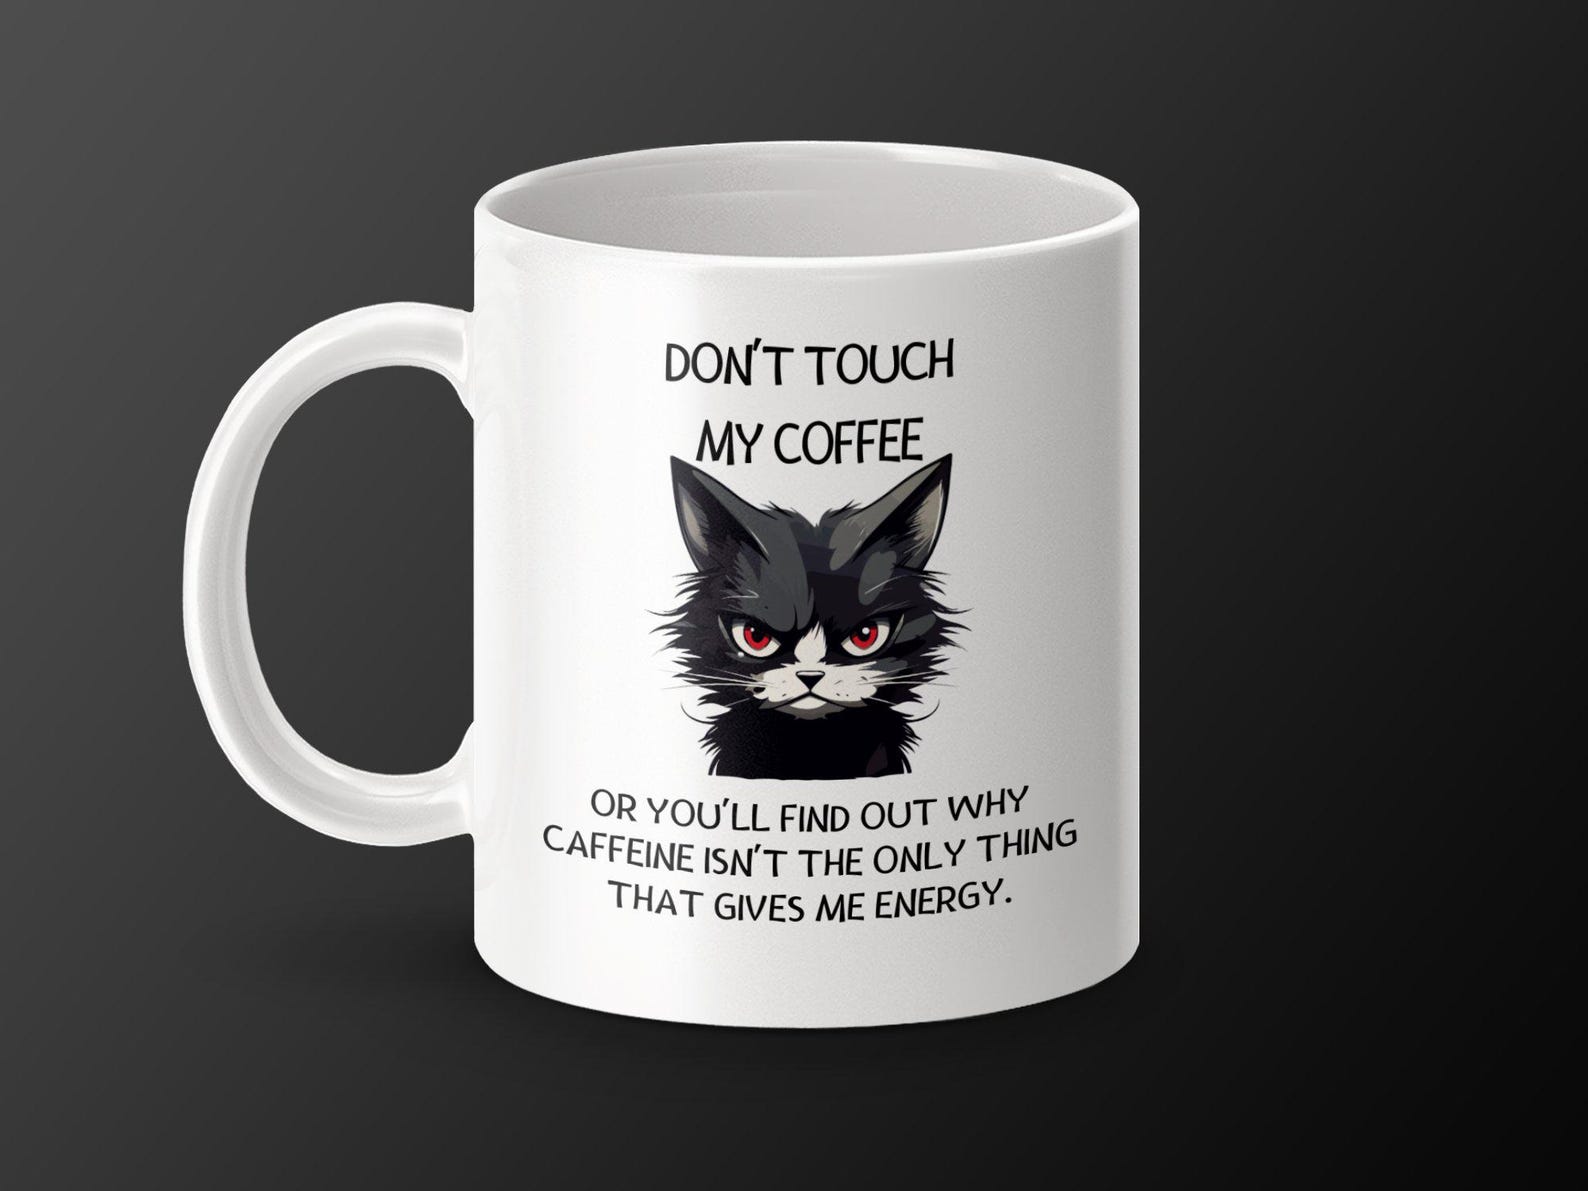 DON'T TOUCH
MY COFFEE
OR YOU'LL FIND OUT WHY
CAFFEINE ISN'T THE ONLY THING
THAT GIVES ME ENERGY.